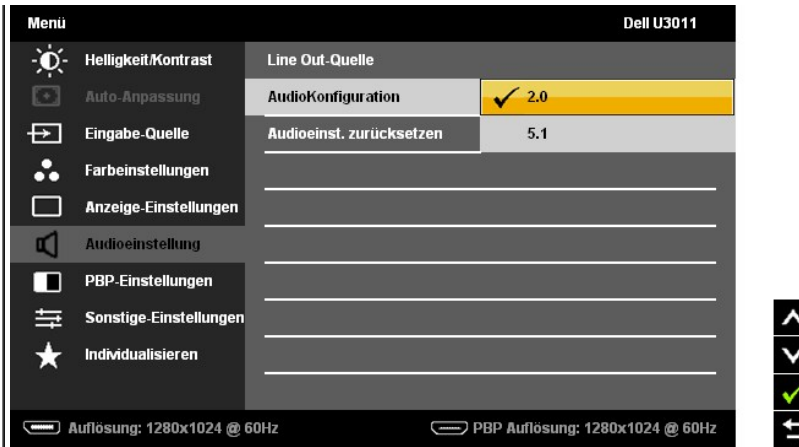 Menü Dell U3011
Helligkeit/Kontrast Line Out-Quelle
Auto-Anpassung AudioKonfiguration 2.0
Eingabe-Quelle Audioeinst. zurücksetzen 5.1
Farbeinstellungen
Anzeige-Einstellungen
Audioeinstellung
PBP-Einstellungen
Sonstige-Einstellungen
Individualisieren
Auflösung: 1280x1024 @ 60Hz PBP Auflösung: 1280x1024 @ 60Hz